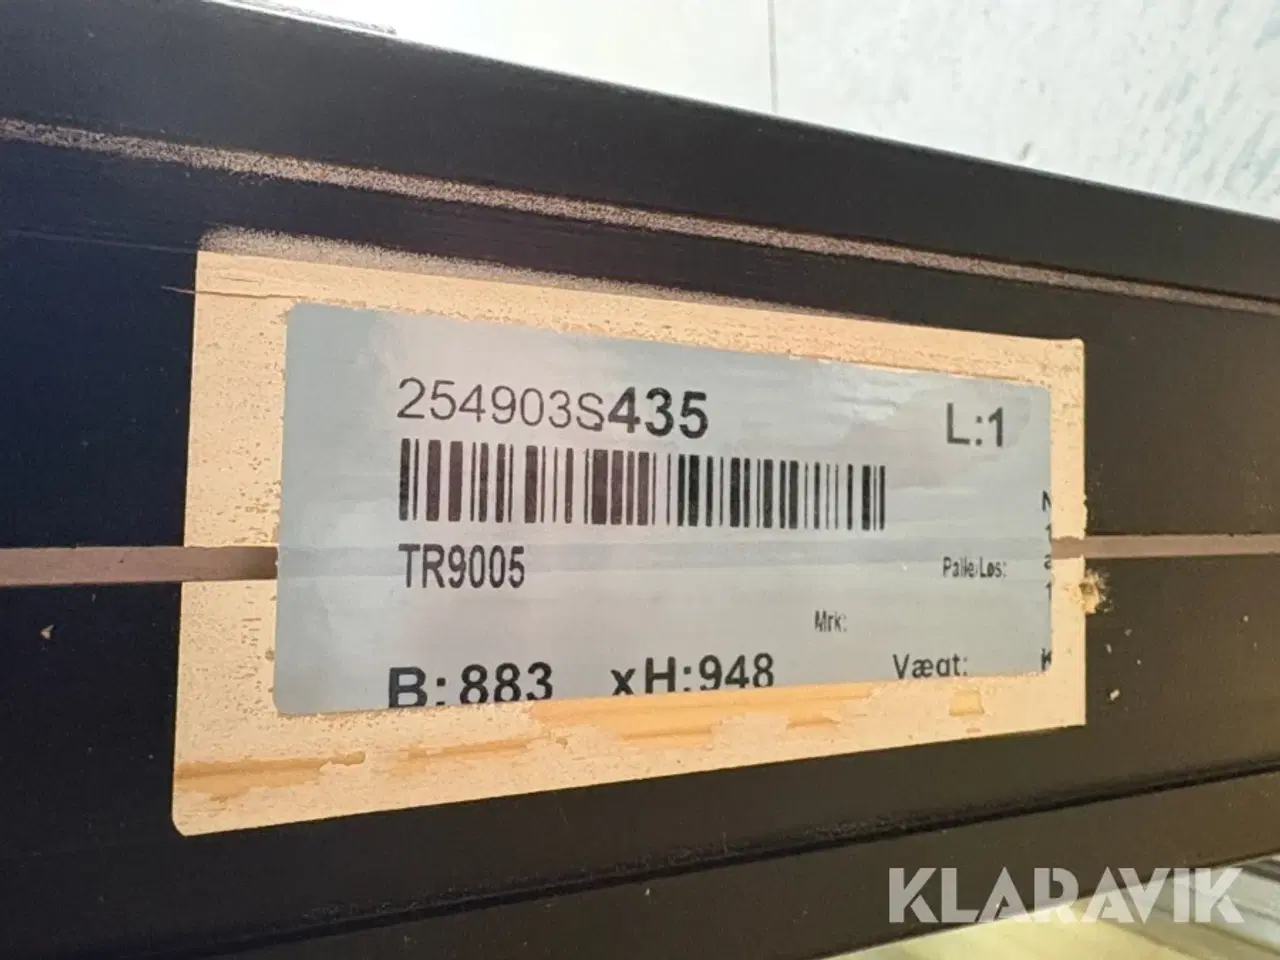 254903S435 L:1
TR9005
Palle/Løs:
Mrk:
B:883 xH:948 Vægt:
KLARAVIK